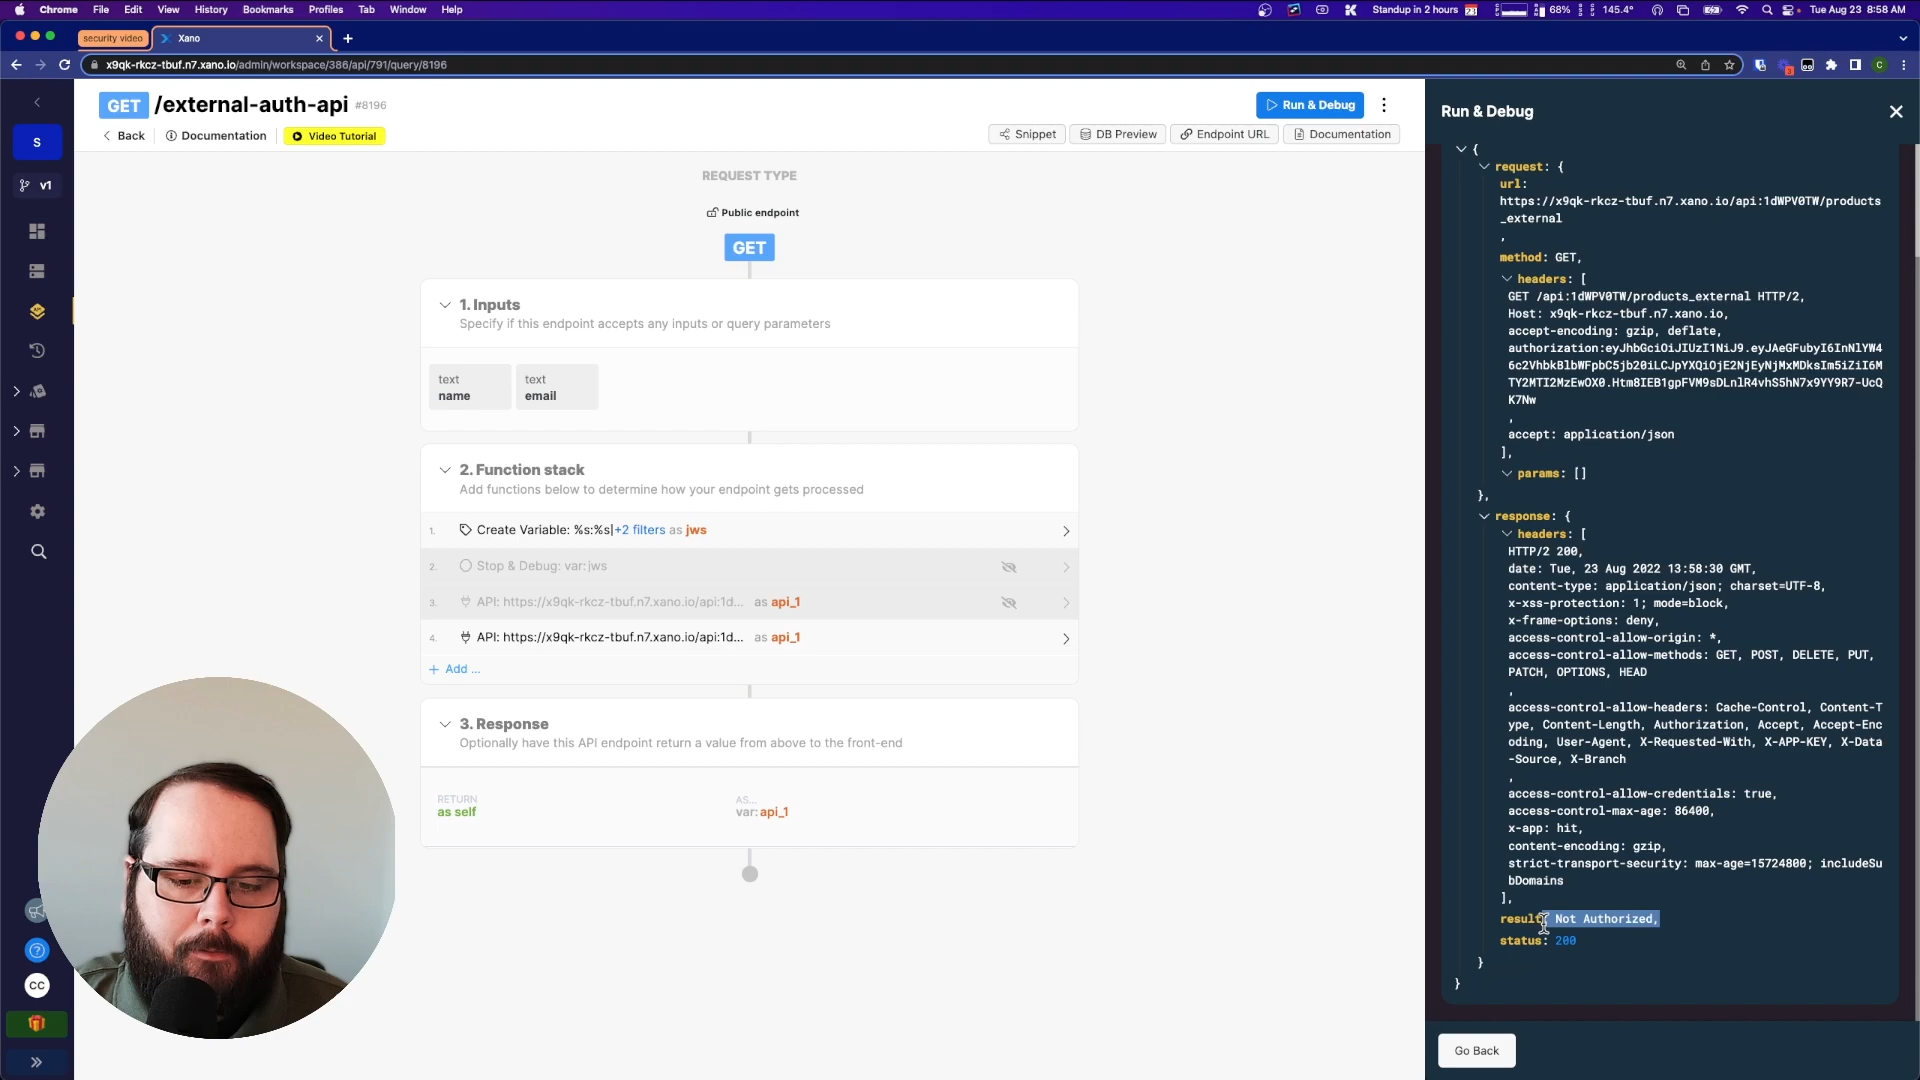 Chrome File Edit View History Bookmarks Profiles Tab Window Help
Standup in 2 hours 68% 145.4° Tue Aug 23 8:58 AM
security video Xano
x9qk-rkcz-tbuf.n7.xano.io/admin/workspace/386/api/791/query/8196
S
v1
GET /external-auth-api #8196
Run & Debug
Back Documentation Video Tutorial
Snippet DB Preview Endpoint URL Documentation
REQUEST TYPE
Public endpoint
GET
1. Inputs
Specify if this endpoint accepts any inputs or query parameters
text
name
text
email
2. Function stack
Add functions below to determine how your endpoint gets processed
1. Create Variable: %s:%s|+2 filters as jws
2. Stop & Debug: var:jws
3. API: https://x9qk-rkcz-tbuf.n7.xano.io/api:1d... as api_1
4. API: https://x9qk-rkcz-tbuf.n7.xano.io/api:1d... as api_1
+ Add ...
3. Response
Optionally have this API endpoint return a value from above to the front-end
RETURN
as self
AS...
var:api_1
CC
Run & Debug
{
request: {
url:
https://x9qk-rkcz-tbuf.n7.xano.io/api:1dWPV0TW/products
_external
,
method: GET,
headers: [
GET /api:1dWPV0TW/products_external HTTP/2,
Host: x9qk-rkcz-tbuf.n7.xano.io,
accept-encoding: gzip, deflate,
accept: application/json
],
params: []
},
response: {
headers: [
HTTP/2 200,
date: Tue, 23 Aug 2022 13:58:30 GMT,
content-type: application/json; charset=UTF-8,
x-xss-protection: 1; mode=block,
x-frame-options: deny,
access-control-allow-origin: *,
access-control-allow-methods: GET, POST, DELETE, PUT,
PATCH, OPTIONS, HEAD
,
access-control-allow-headers: Cache-Control, Content-T
ype, Content-Length, Authorization, Accept, Accept-Enc
oding, User-Agent, X-Requested-With, X-APP-KEY, X-Data
-Source, X-Branch
,
access-control-allow-credentials: true,
access-control-max-age: 86400,
x-app: hit,
content-encoding: gzip,
strict-transport-security: max-age=15724800; includeSu
bDomains
],
result: Not Authorized,
status: 200
}
}
Go Back